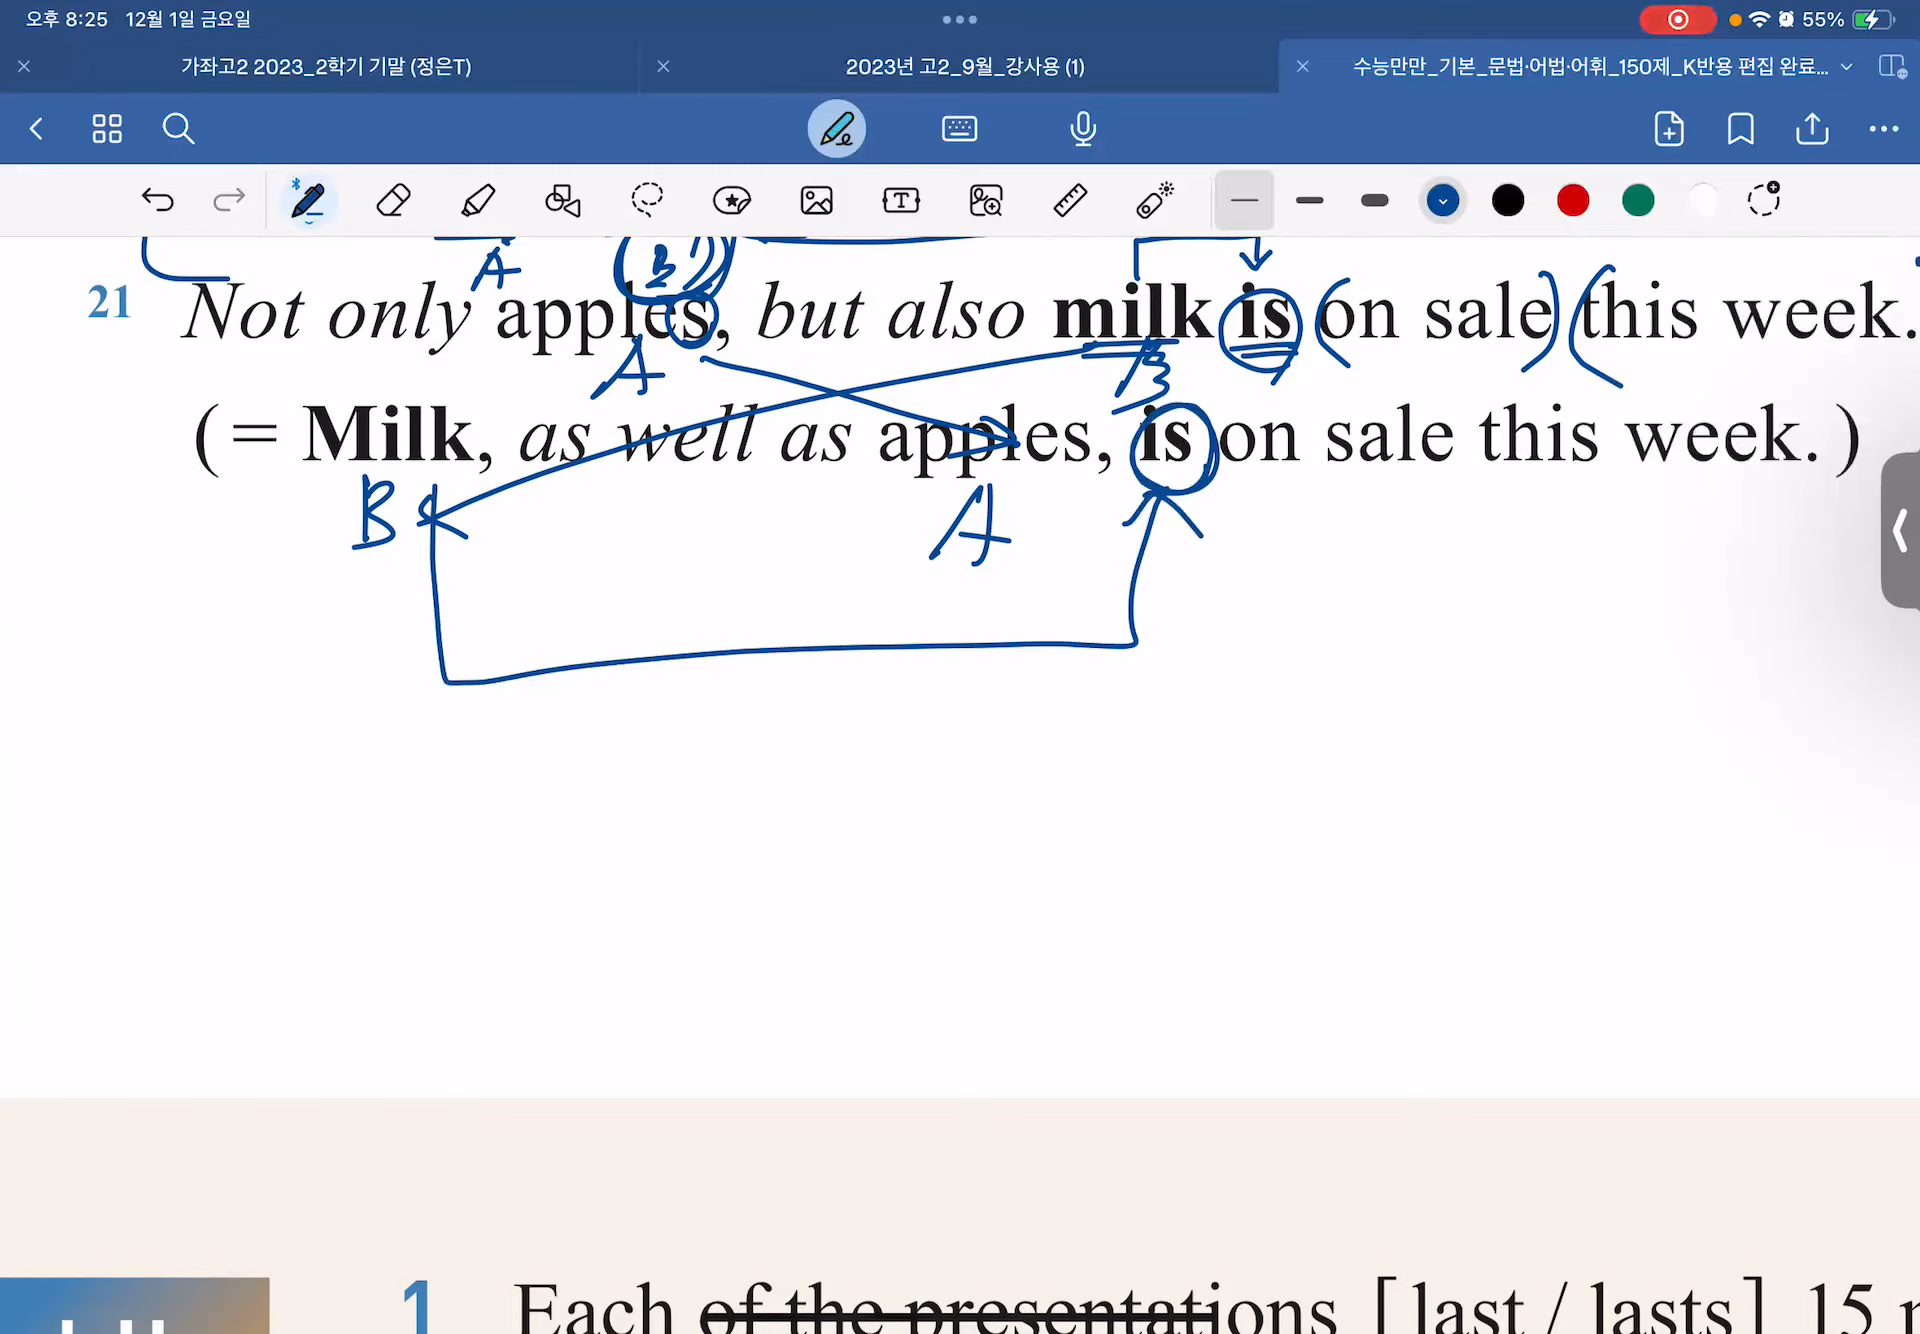 오후 8:25 12월 1일 금요일 55%
가좌고2 2023_2학기 기말 (정은T) 2023년 고2_9월_강사용 (1) 수능만만_기본_문법·어법·어휘_150제_K반용 편집 완료...
A B
21 Not only apples, but also milk is on sale this week.
A B
(= Milk, as well as apples, is on sale this week.)
B A
1 Each of the presentations [last / lasts] 15